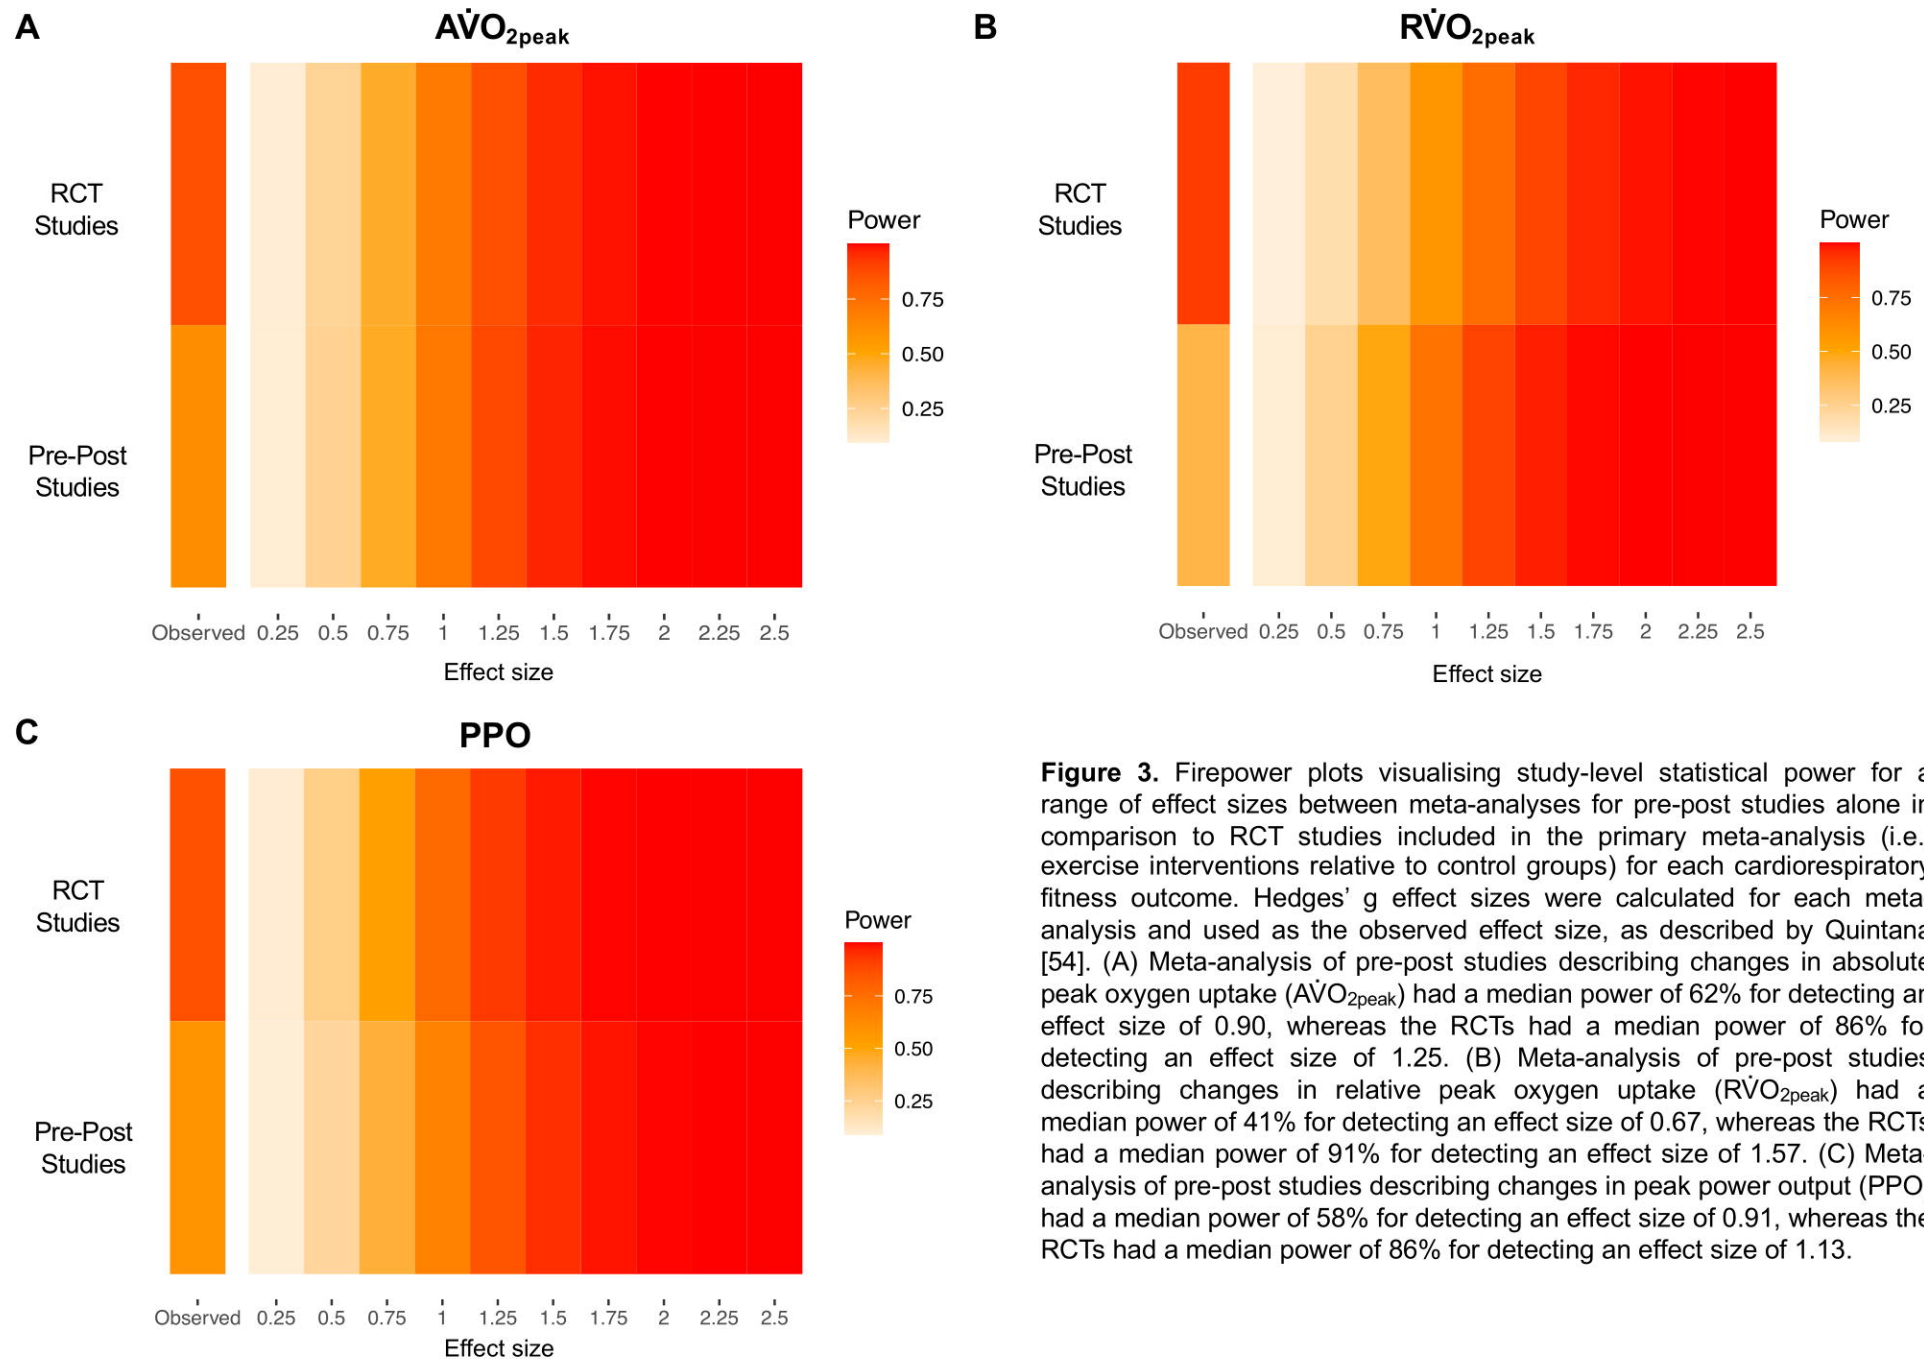 A
AV̇O2peak
RCT
Studies
Pre-Post
Studies
Power
0.75
0.50
0.25
Observed 0.25 0.5 0.75 1 1.25 1.5 1.75 2 2.25 2.5
Effect size
B
RV̇O2peak
RCT
Studies
Pre-Post
Studies
Power
0.75
0.50
0.25
Observed 0.25 0.5 0.75 1 1.25 1.5 1.75 2 2.25 2.5
Effect size
C
PPO
RCT
Studies
Pre-Post
Studies
Power
0.75
0.50
0.25
Observed 0.25 0.5 0.75 1 1.25 1.5 1.75 2 2.25 2.5
Effect size
Figure 3. Firepower plots visualising study-level statistical power for a
range of effect sizes between meta-analyses for pre-post studies alone in
comparison to RCT studies included in the primary meta-analysis (i.e.
exercise interventions relative to control groups) for each cardiorespiratory
fitness outcome. Hedges’ g effect sizes were calculated for each meta-
analysis and used as the observed effect size, as described by Quintana
[54]. (A) Meta-analysis of pre-post studies describing changes in absolute
peak oxygen uptake (AV̇O2peak) had a median power of 62% for detecting an
effect size of 0.90, whereas the RCTs had a median power of 86% for
detecting an effect size of 1.25. (B) Meta-analysis of pre-post studies
describing changes in relative peak oxygen uptake (RV̇O2peak) had a
median power of 41% for detecting an effect size of 0.67, whereas the RCTs
had a median power of 91% for detecting an effect size of 1.57. (C) Meta-
analysis of pre-post studies describing changes in peak power output (PPO)
had a median power of 58% for detecting an effect size of 0.91, whereas the
RCTs had a median power of 86% for detecting an effect size of 1.13.